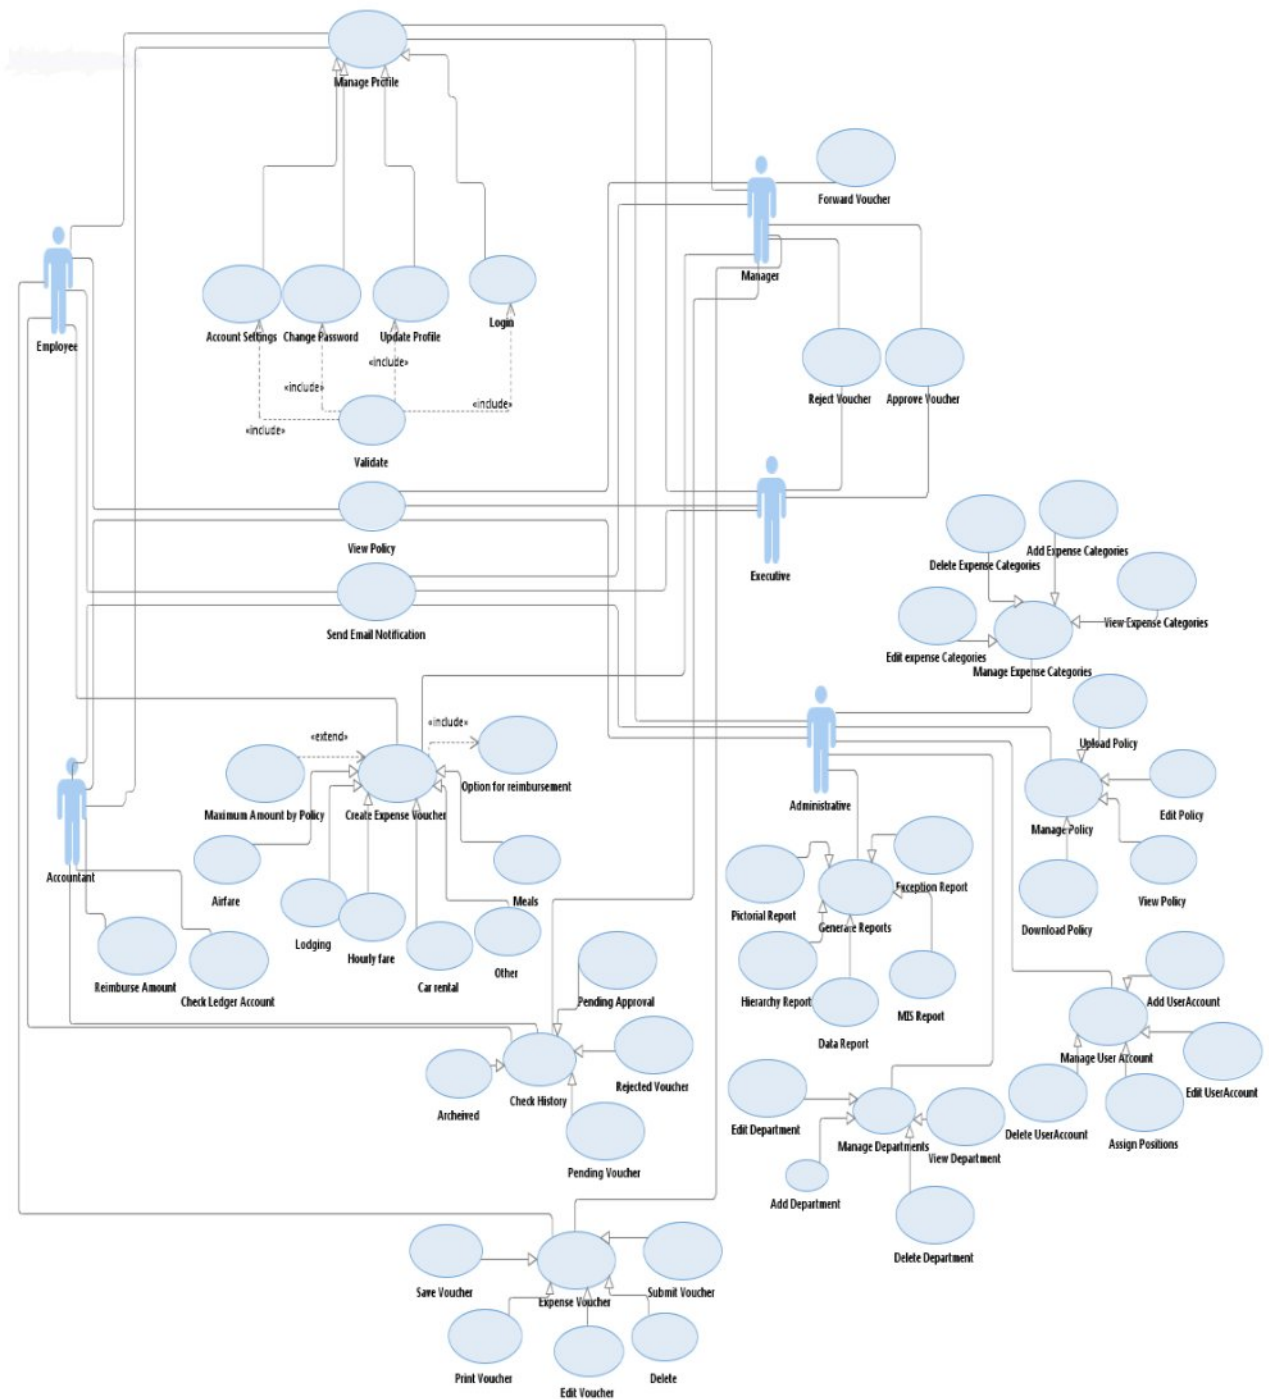 Manage Profile
Forward Voucher
Manager
Employee
Account Settings
Change Password
Update Profile
Login
«include»
«include»
«include»
«include»
Reject Voucher
Approve Voucher
Validate
View Policy
Executive
Add Expense Categories
Delete Expense Categories
View Expense Categories
Edit expense Categories
Manage Expense Categories
Send Email Notification
«extend»
«include»
Upload Policy
Option for reimbursement
Maximum Amount by Policy
Create Expense Voucher
Administrative
Edit Policy
Manage Policy
Accountant
Airfare
Meals
Exception Report
View Policy
Pictorial Report
Generate Reports
Download Policy
Lodging
Hourly fare
Other
Car rental
Reimburse Amount
Check Ledger Account
Pending Approval
Hierarchy Report
MIS Report
Add UserAccount
Data Report
Manage User Account
Rejected Voucher
Edit UserAccount
Archeived
Check History
Edit Department
Delete UserAccount
Assign Positions
Manage Departments
View Department
Pending Voucher
Add Department
Delete Department
Save Voucher
Expense Voucher
Submit Voucher
Print Voucher
Edit Voucher
Delete